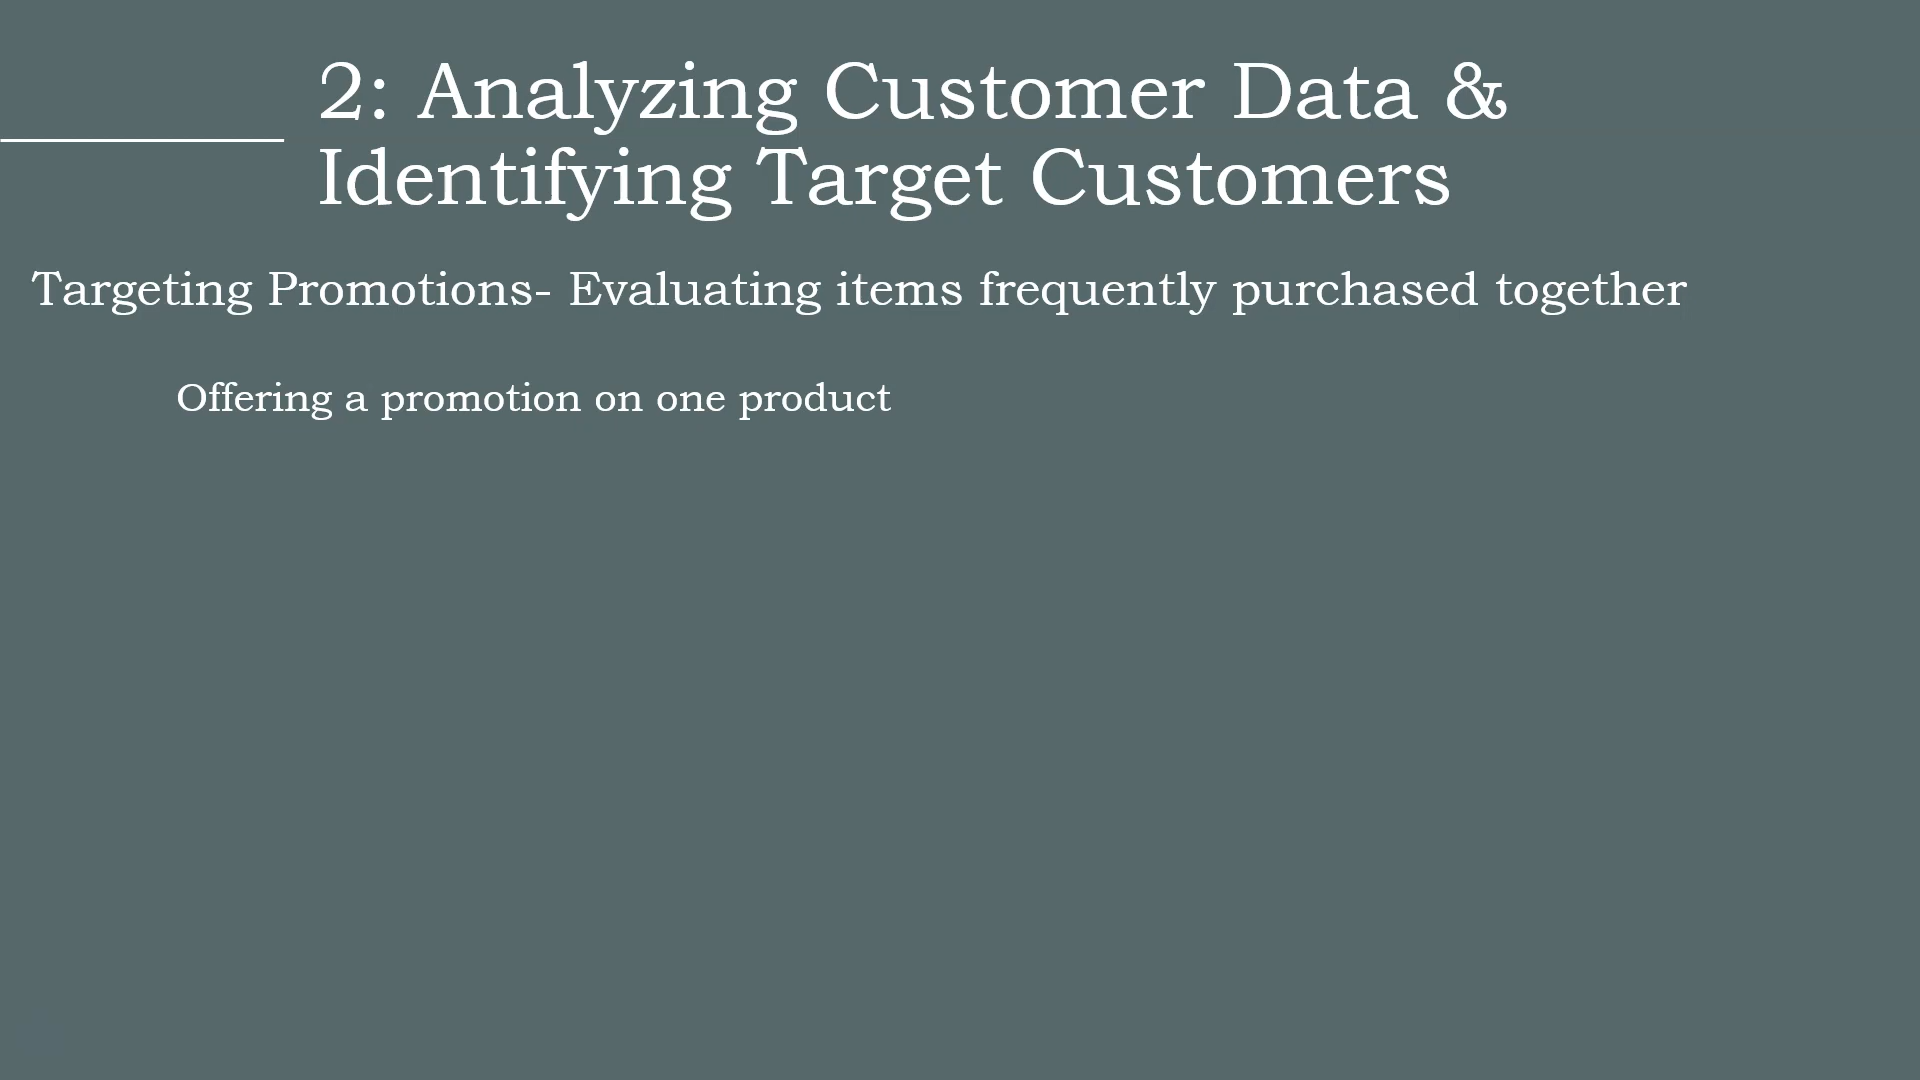 2: Analyzing Customer Data &
Identifying Target Customers
Targeting Promotions- Evaluating items frequently purchased together
Offering a promotion on one product